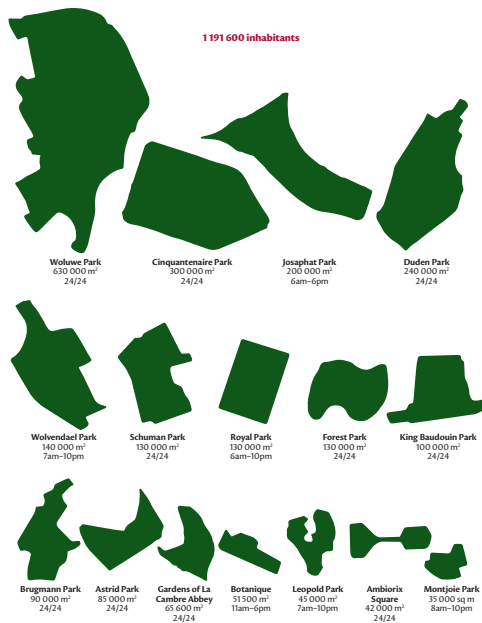 1 191 600 inhabitants
Woluwe Park
630 000 m²
24/24
Cinquantenaire Park
300 000 m²
24/24
Josaphat Park
200 000 m²
6am–6pm
Duden Park
240 000 m²
24/24
Wolvendael Park
140 000 m²
7am–10pm
Schuman Park
130 000 m²
24/24
Royal Park
130 000 m²
6am–10pm
Forest Park
130 000 m²
24/24
King Baudouin Park
100 000 m²
24/24
Brugmann Park
90 000 m²
24/24
Astrid Park
85 000 m²
24/24
Gardens of La
Cambre Abbey
65 600 m²
24/24
Botanique
51 500 m²
11am–6pm
Leopold Park
45 000 m²
7am–10pm
Ambiorix
Square
42 000 m²
24/24
Montjoie Park
35 000 sq m
8am–10pm